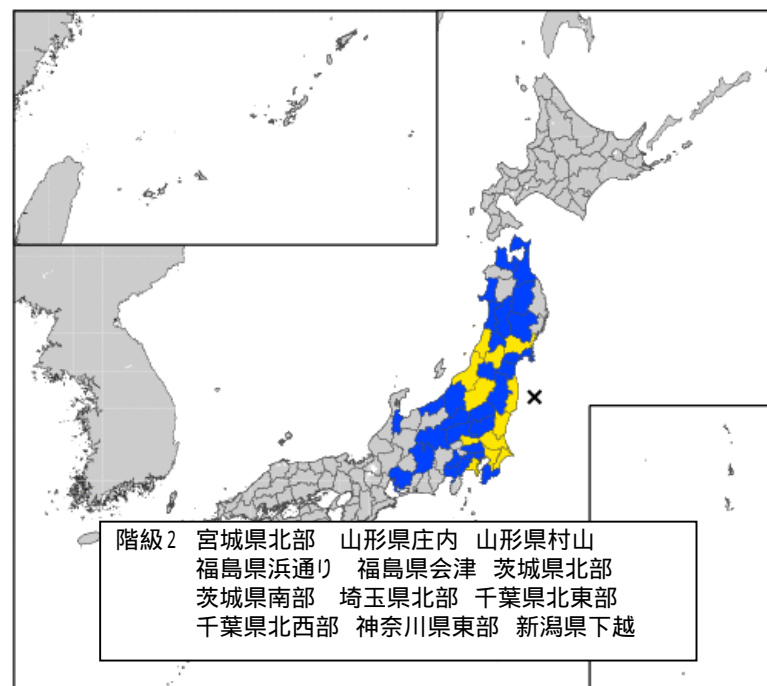 階級2 宮城県北部 山形県庄内 山形県村山
福島県浜通り 福島県会津 茨城県北部
茨城県南部 埼玉県北部 千葉県北東部
千葉県北西部 神奈川県東部 新潟県下越